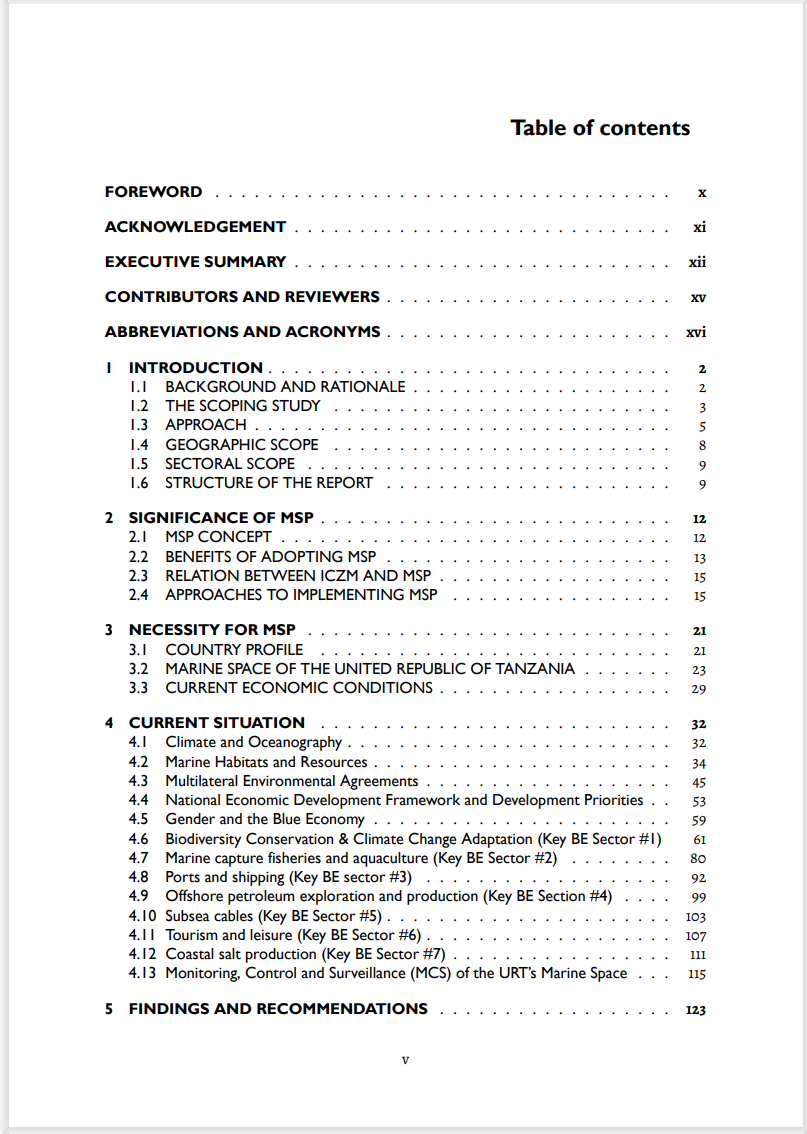 Table of contents
FOREWORD . . . . . . . . . . . . . . . . . . . . . . . . . . . . . . . . . . . x
ACKNOWLEDGEMENT . . . . . . . . . . . . . . . . . . . . . . . . . . . . . xi
EXECUTIVE SUMMARY . . . . . . . . . . . . . . . . . . . . . . . . . . . . . xii
CONTRIBUTORS AND REVIEWERS . . . . . . . . . . . . . . . . . . . . . . xv
ABBREVIATIONS AND ACRONYMS . . . . . . . . . . . . . . . . . . . . . . xvi
1 INTRODUCTION . . . . . . . . . . . . . . . . . . . . . . . . . . . . . . . 2
1.1 BACKGROUND AND RATIONALE . . . . . . . . . . . . . . . . . . . . 2
1.2 THE SCOPING STUDY . . . . . . . . . . . . . . . . . . . . . . . . . . 3
1.3 APPROACH . . . . . . . . . . . . . . . . . . . . . . . . . . . . . . . . 5
1.4 GEOGRAPHIC SCOPE . . . . . . . . . . . . . . . . . . . . . . . . . . 8
1.5 SECTORAL SCOPE . . . . . . . . . . . . . . . . . . . . . . . . . . . . 9
1.6 STRUCTURE OF THE REPORT . . . . . . . . . . . . . . . . . . . . . . 9
2 SIGNIFICANCE OF MSP . . . . . . . . . . . . . . . . . . . . . . . . . . . 12
2.1 MSP CONCEPT . . . . . . . . . . . . . . . . . . . . . . . . . . . . . . 12
2.2 BENEFITS OF ADOPTING MSP . . . . . . . . . . . . . . . . . . . . . . 13
2.3 RELATION BETWEEN ICZM AND MSP . . . . . . . . . . . . . . . . . . 15
2.4 APPROACHES TO IMPLEMENTING MSP . . . . . . . . . . . . . . . . . 15
3 NECESSITY FOR MSP . . . . . . . . . . . . . . . . . . . . . . . . . . . . 21
3.1 COUNTRY PROFILE . . . . . . . . . . . . . . . . . . . . . . . . . . . 21
3.2 MARINE SPACE OF THE UNITED REPUBLIC OF TANZANIA . . . . . . . 23
3.3 CURRENT ECONOMIC CONDITIONS . . . . . . . . . . . . . . . . . . 29
4 CURRENT SITUATION . . . . . . . . . . . . . . . . . . . . . . . . . . . 32
4.1 Climate and Oceanography . . . . . . . . . . . . . . . . . . . . . . . . . 32
4.2 Marine Habitats and Resources . . . . . . . . . . . . . . . . . . . . . . . 34
4.3 Multilateral Environmental Agreements . . . . . . . . . . . . . . . . . . . 45
4.4 National Economic Development Framework and Development Priorities . . 53
4.5 Gender and the Blue Economy . . . . . . . . . . . . . . . . . . . . . . . 59
4.6 Biodiversity Conservation & Climate Change Adaptation (Key BE Sector #1) 61
4.7 Marine capture fisheries and aquaculture (Key BE Sector #2) . . . . . . . . 80
4.8 Ports and shipping (Key BE sector #3) . . . . . . . . . . . . . . . . . . . 92
4.9 Offshore petroleum exploration and production (Key BE Section #4) . . . . 99
4.10 Subsea cables (Key BE Sector #5) . . . . . . . . . . . . . . . . . . . . . . 103
4.11 Tourism and leisure (Key BE Sector #6) . . . . . . . . . . . . . . . . . . . 107
4.12 Coastal salt production (Key BE Sector #7) . . . . . . . . . . . . . . . . . 111
4.13 Monitoring, Control and Surveillance (MCS) of the URT's Marine Space . . . 115
5 FINDINGS AND RECOMMENDATIONS . . . . . . . . . . . . . . . . . . 123
v